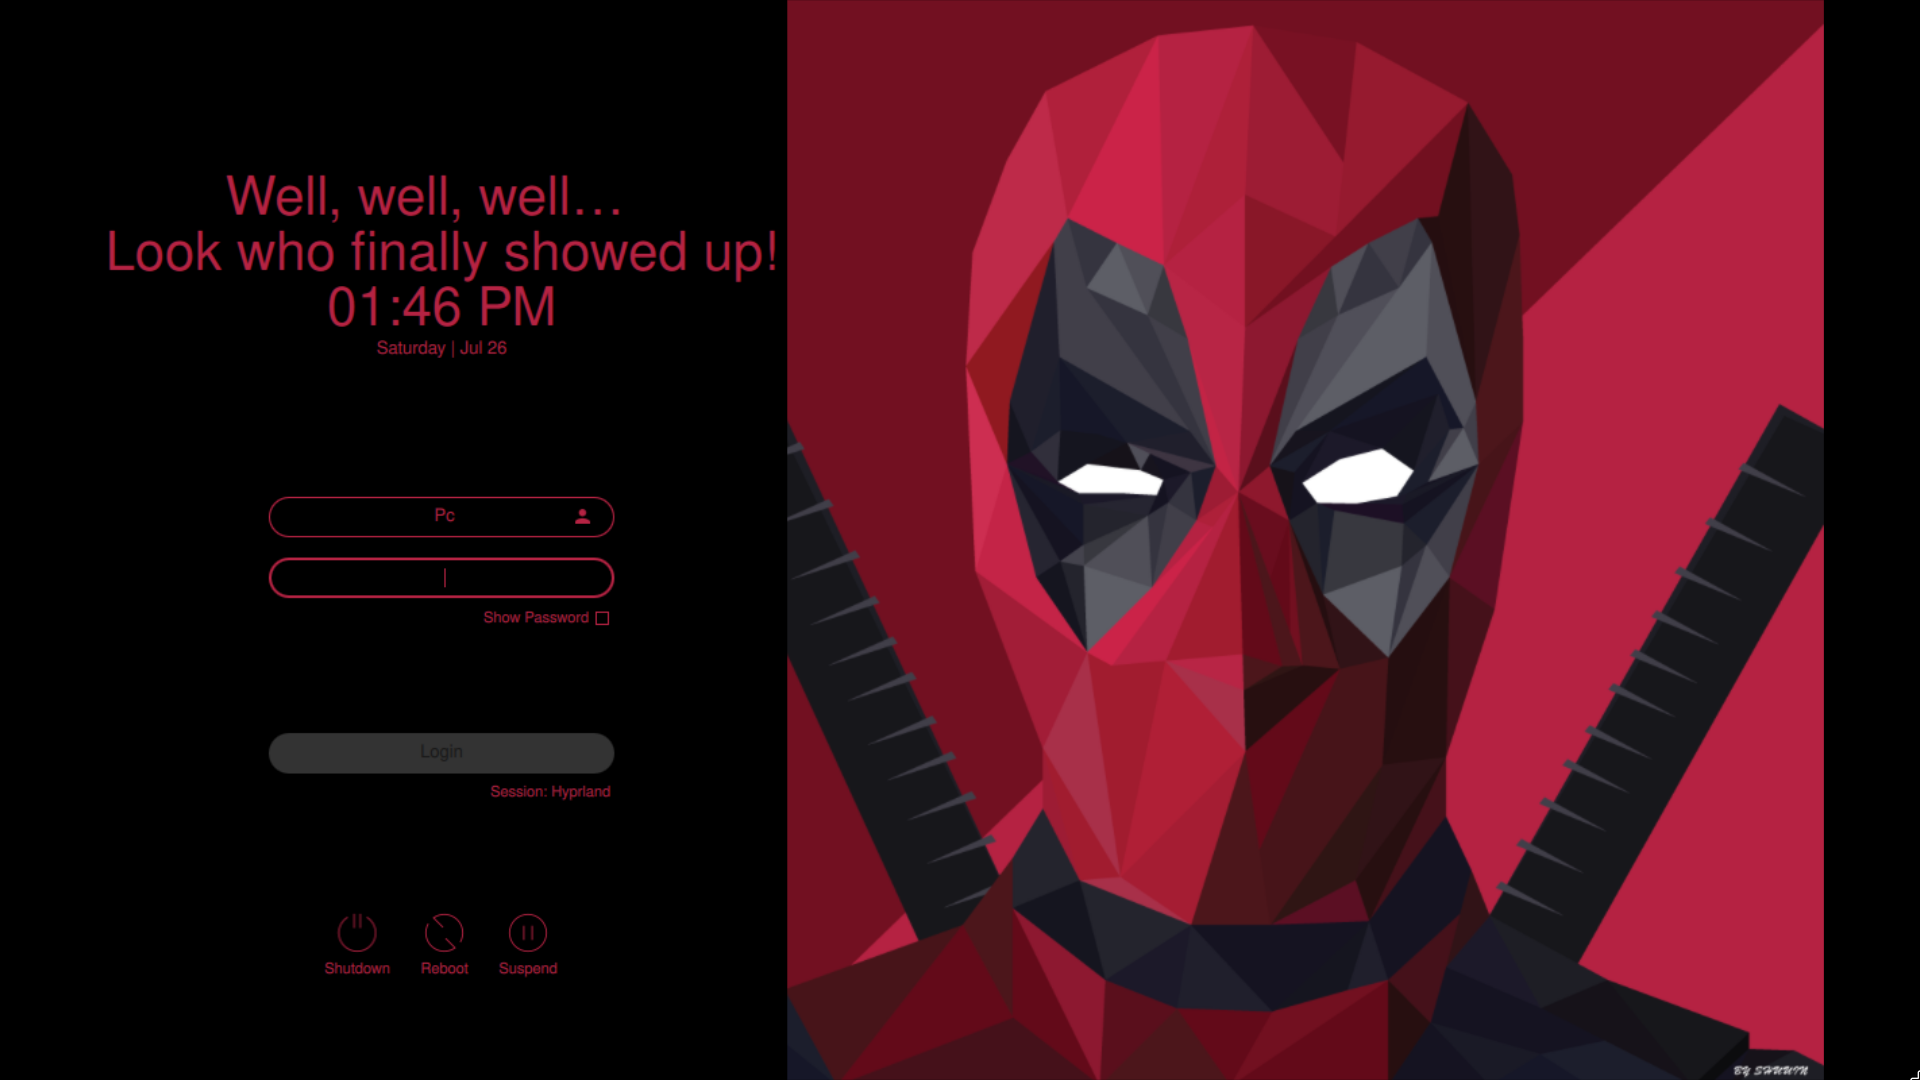 Well, well, well...
Look who finally showed up!
01:46 PM
Saturday | Jul 26
Pc
Show Password
Login
Session: Hyprland
Shutdown
Reboot
Suspend
BY SHUUIN